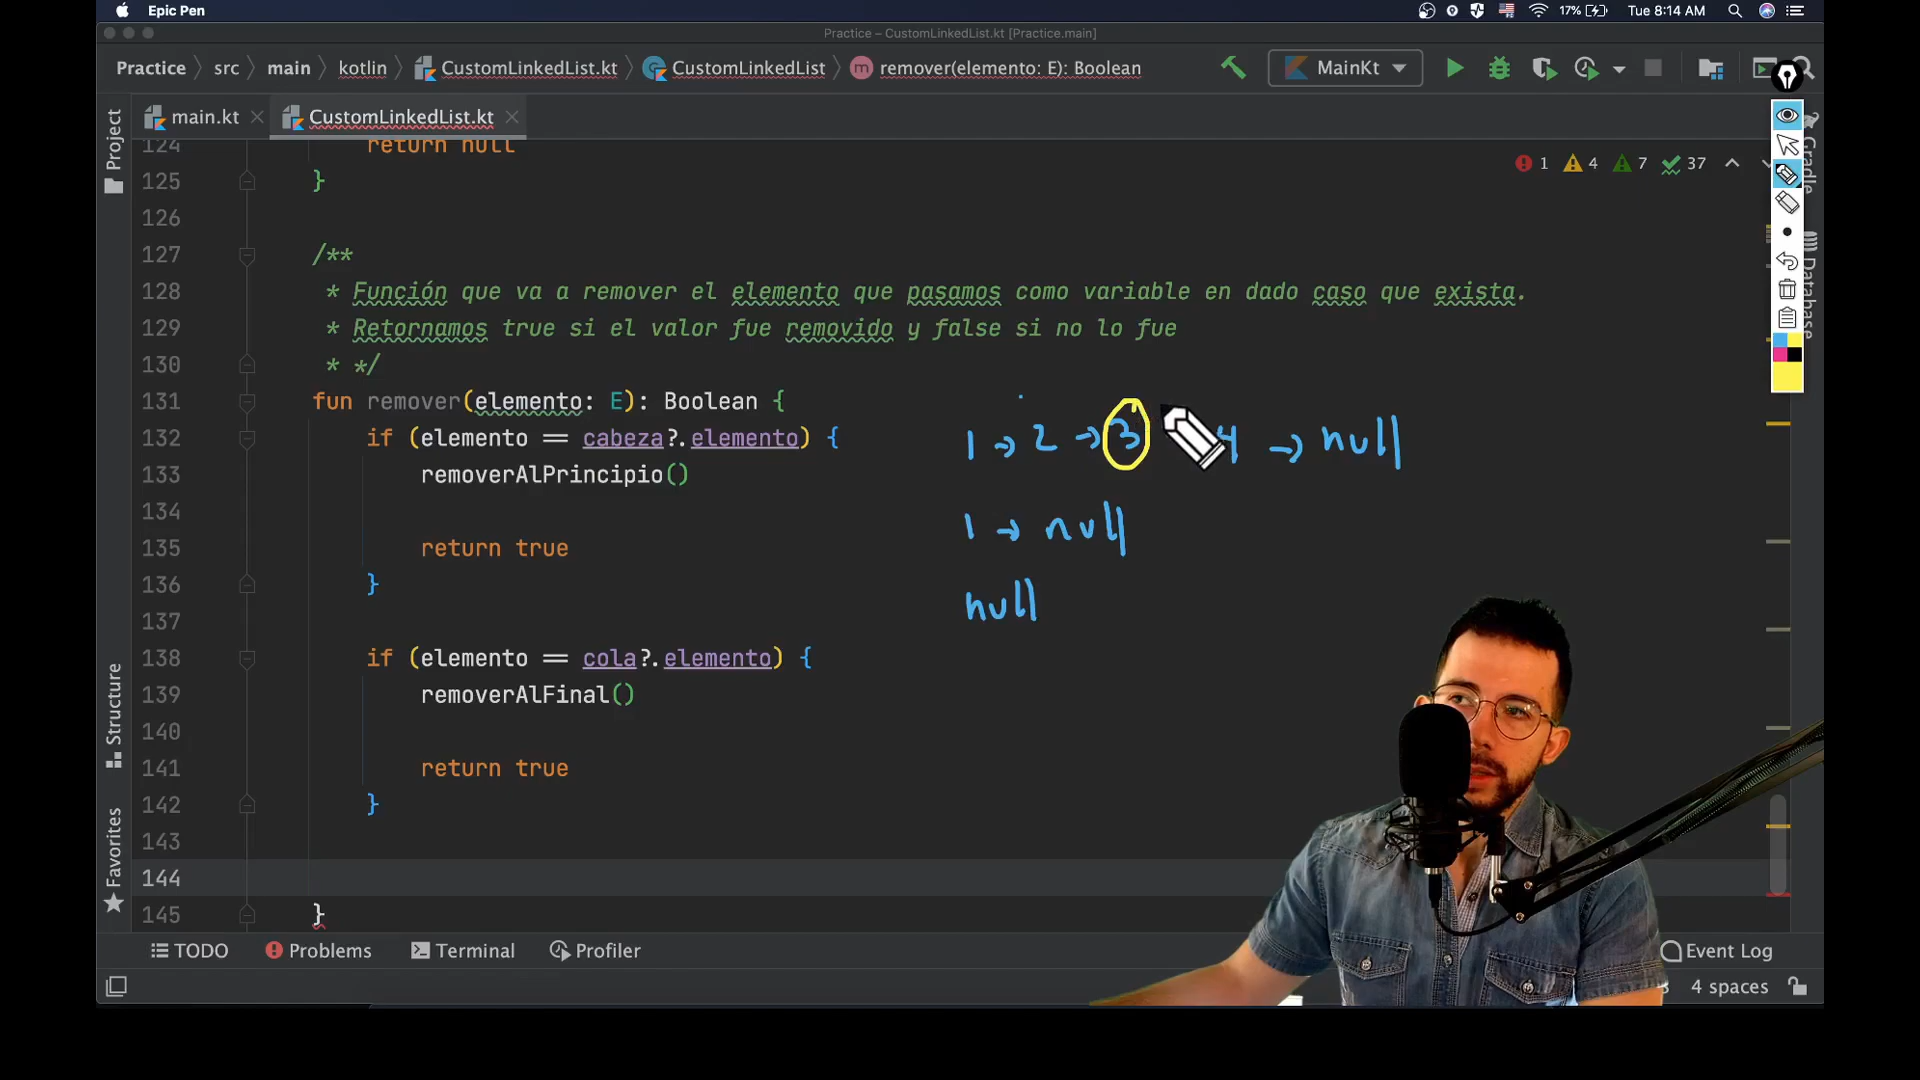 Epic Pen
17%
Tue 8:14 AM
Practice – CustomLinkedList.kt [Practice.main]
Practice
src
main
kotlin
CustomLinkedList.kt
CustomLinkedList
m
remover(elemento: E): Boolean
MainKt
main.kt
CustomLinkedList.kt
Project
Structure
Favorites
Gradle
Database
1
4
7
37
124 return null
125 }
126
127 /**
128 * Función que va a remover el elemento que pasamos como variable en dado caso que exista.
129 * Retornamos true si el valor fue removido y false si no lo fue
130 * */
131 fun remover(elemento: E): Boolean {
132 if (elemento == cabeza?.elemento) {
133 removerAlPrincipio()
134
135 return true
136 }
137
138 if (elemento == cola?.elemento) {
139 removerAlFinal()
140
141 return true
142 }
143
144
145 }
1 → 2 → 3 4 → null
1 → null
null
TODO
Problems
Terminal
Profiler
Event Log
4 spaces